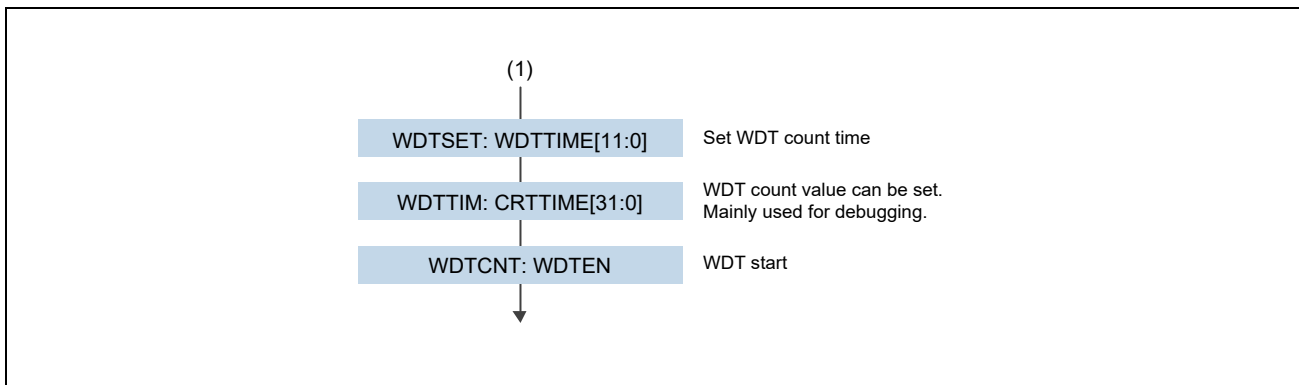 (1)
WDTSET: WDTTIME[11:0]
Set WDT count time
WDTTIM: CRTTIME[31:0]
WDT count value can be set.
Mainly used for debugging.
WDTCNT: WDTEN
WDT start